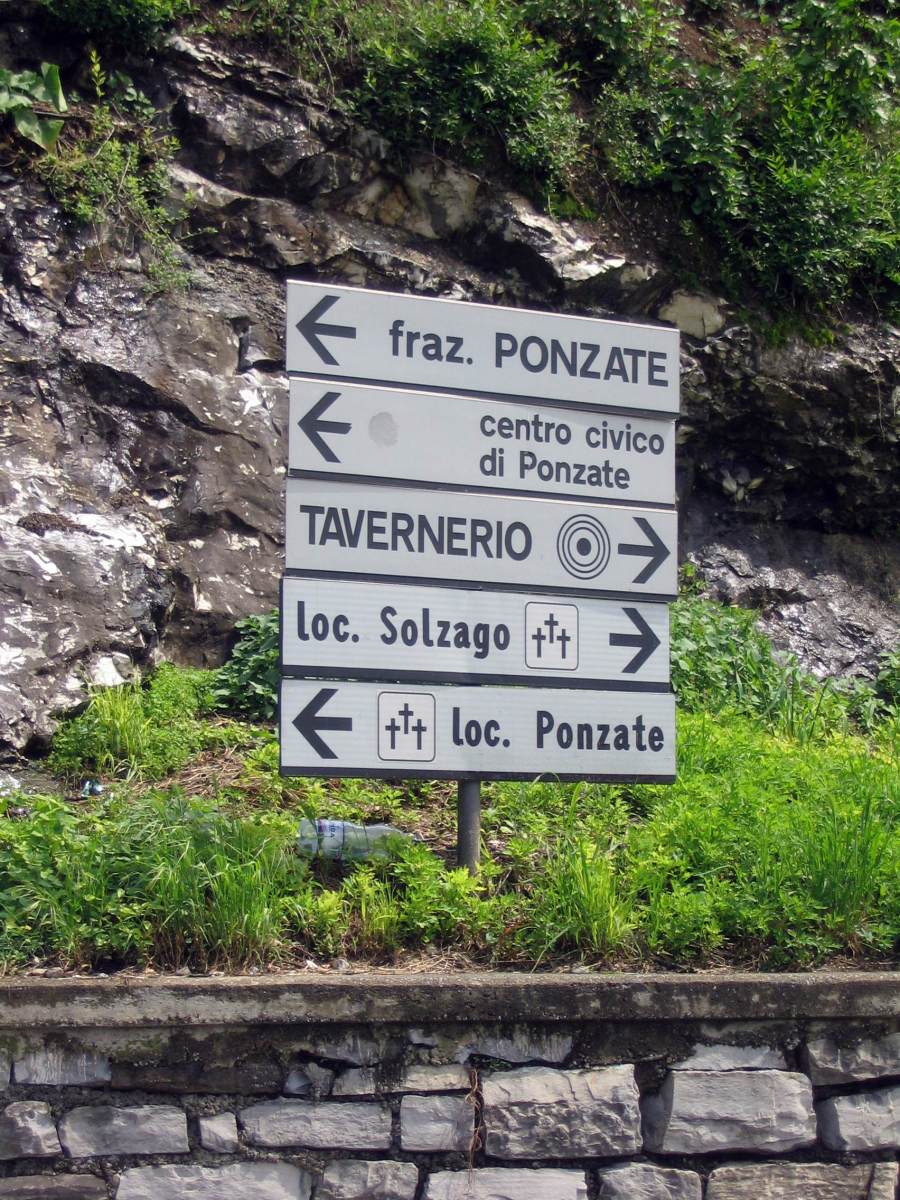 fraz. PONZATE
centro civico
di Ponzate
TAVERNERIO
loc. Solzago
loc. Ponzate